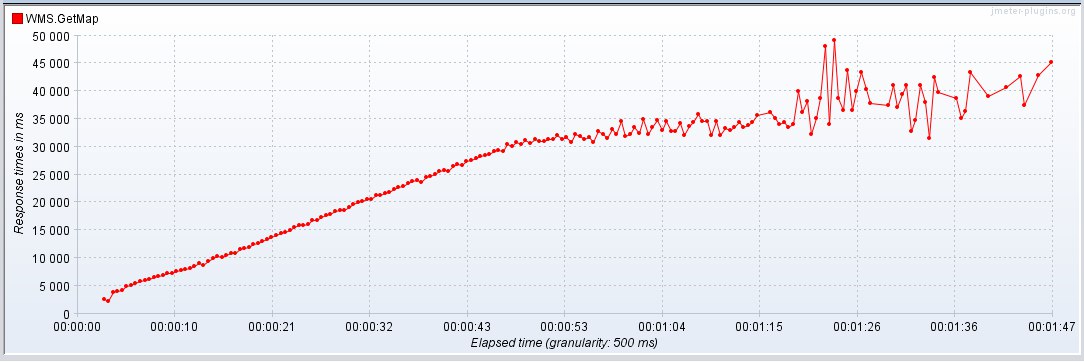 WMS.GetMap
jmeter-plugins.org
50 000
45 000
40 000
35 000
30 000
25 000
20 000
15 000
10 000
5 000
0
Response times in ms
00:00:00 00:00:10 00:00:21 00:00:32 00:00:43 00:00:53 00:01:04 00:01:15 00:01:26 00:01:36 00:01:47
Elapsed time (granularity: 500 ms)